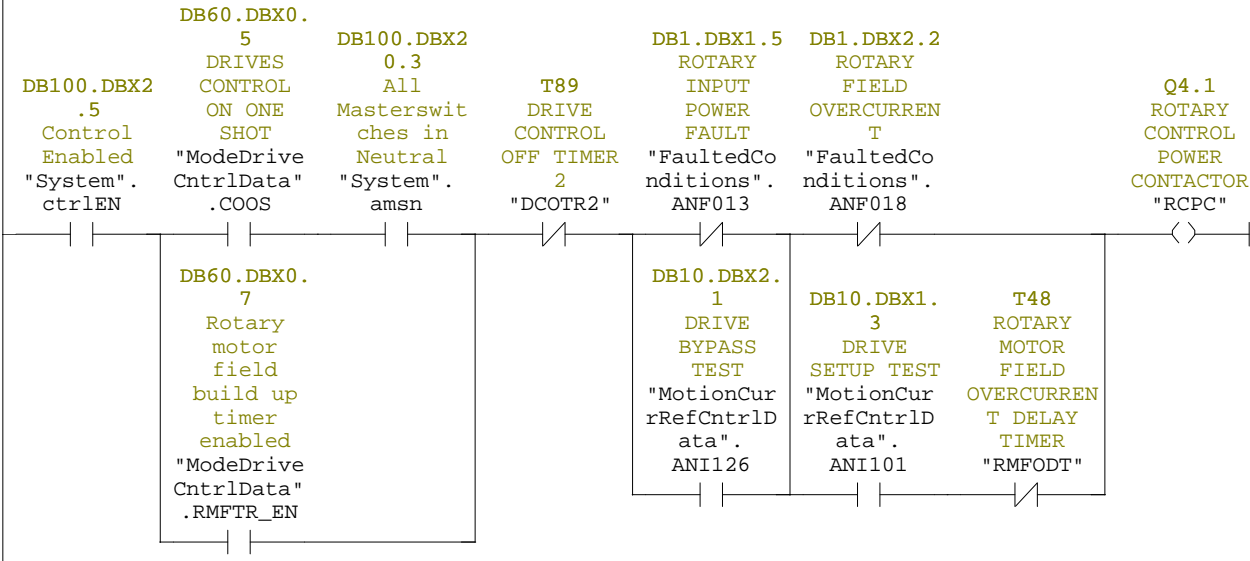 DB100.DBX2
.5
Control
Enabled
"System".
ctrlEN
DB60.DBX0.
5
DRIVES
CONTROL
ON ONE
SHOT
"ModeDrive
CntrlData"
.COOS
DB100.DBX2
0.3
All
Masterswit
ches in
Neutral
"System".
amsn
T89
DRIVE
CONTROL
OFF TIMER
2
"DCOTR2"
DB1.DBX1.5
ROTARY
INPUT
POWER
FAULT
"FaultedCo
nditions".
ANF013
DB1.DBX2.2
ROTARY
FIELD
OVERCURREN
T
"FaultedCo
nditions".
ANF018
Q4.1
ROTARY
CONTROL
POWER
CONTACTOR
"RCPC"
DB60.DBX0.
7
Rotary
motor
field
build up
timer
enabled
"ModeDrive
CntrlData"
.RMFTR_EN
DB10.DBX2.
1
DRIVE
BYPASS
TEST
"MotionCur
rRefCntrlD
ata".
ANI126
DB10.DBX1.
3
DRIVE
SETUP TEST
"MotionCur
rRefCntrlD
ata".
ANI101
T48
ROTARY
MOTOR
FIELD
OVERCURREN
T DELAY
TIMER
"RMFODT"